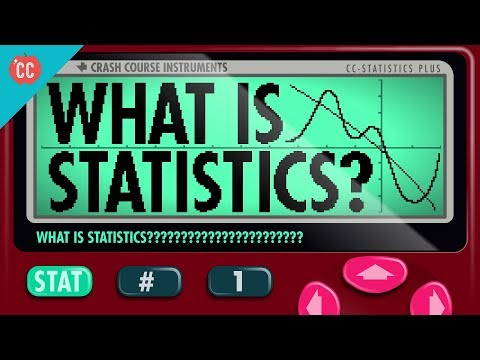 CC
CRASH COURSE INSTRUMENTS
CC-STATISTICS PLUS
WHAT IS
STATISTICS?
WHAT IS STATISTICS???????????????????????
STAT
#
1